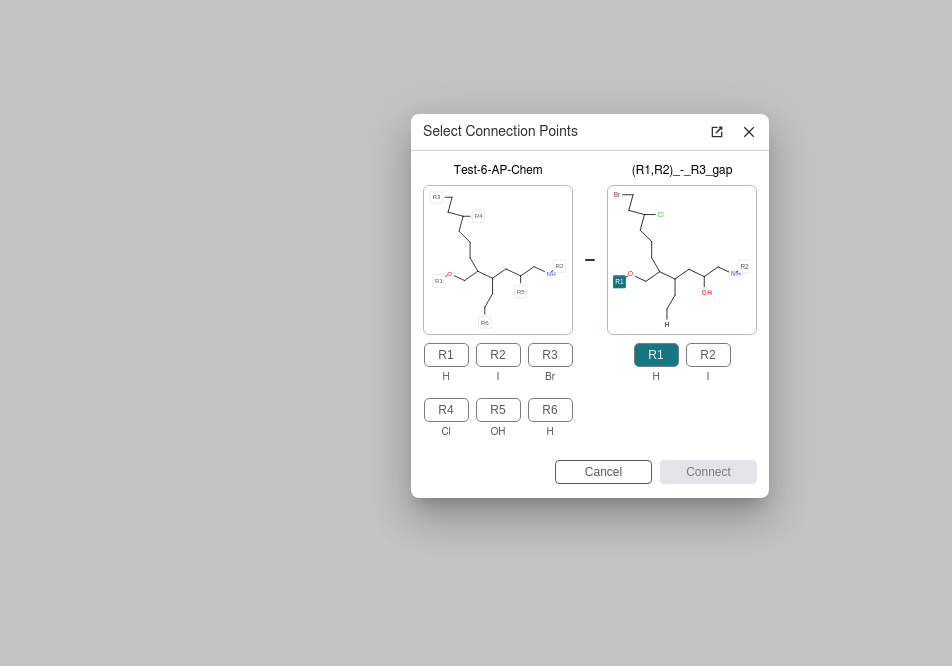 Select Connection Points
Test-6-AP-Chem
(R1,R2)_-_R3_gap
R3
R4
R1
O
R2
NH
R5
R6
–
Br
Cl
R1
O
R2
NH
OH
H
R1 R2 R3
H I Br
R4 R5 R6
Cl OH H
R1 R2
H I
Cancel
Connect